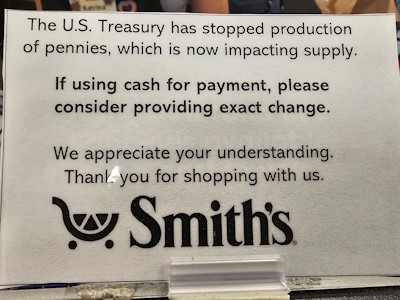 Katrina
The U.S. Treasury has stopped production
of pennies, which is now impacting supply.
If using cash for payment, please
consider providing exact change.
We appreciate your understanding.
Thank you for shopping with us.
Smith's